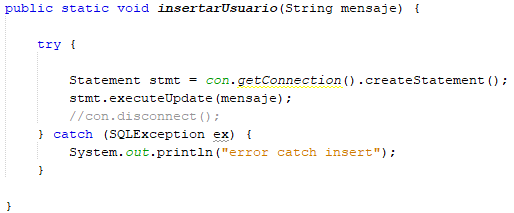 public static void insertarUsuario(String mensaje) {
try {
Statement stmt = con.getConnection().createStatement();
stmt.executeUpdate(mensaje);
//con.disconnect();
} catch (SQLException ex) {
System.out.println("error catch insert");
}
}